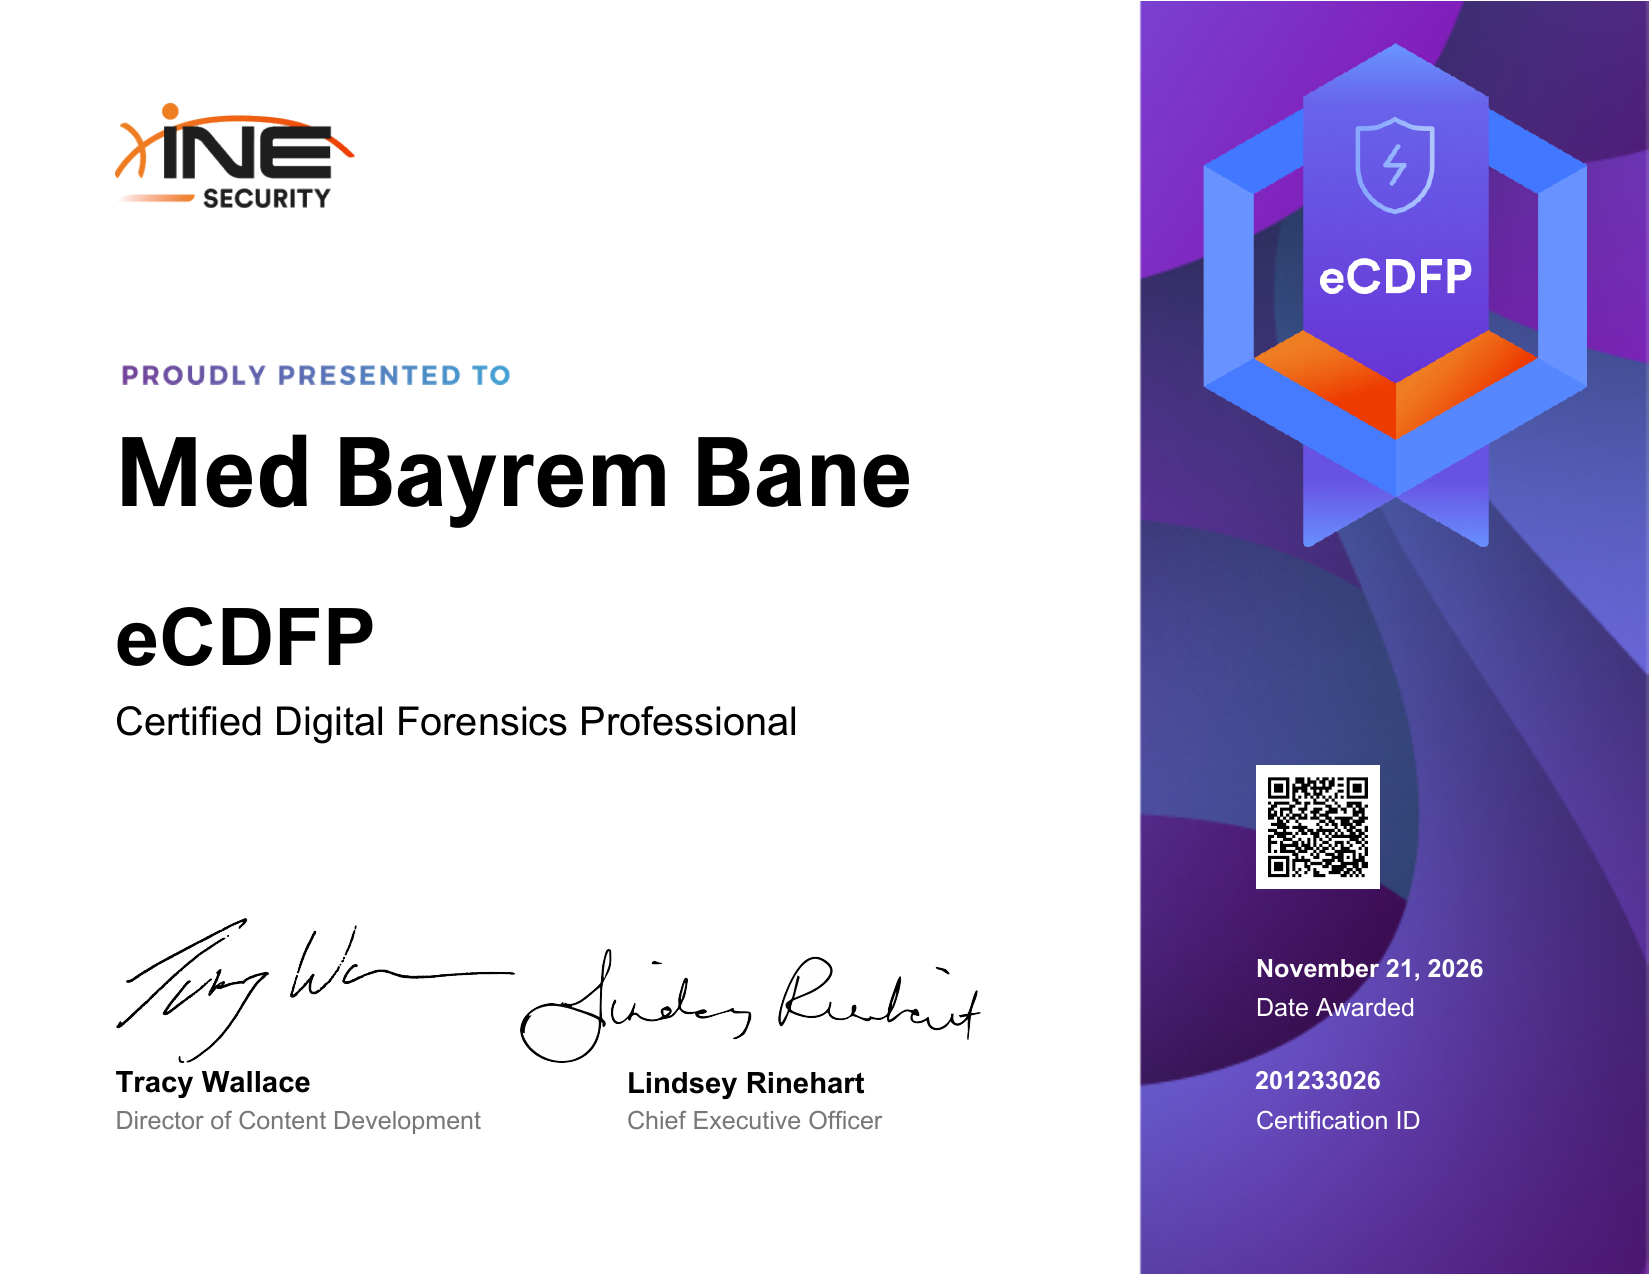 iNE
SECURITY
PROUDLY PRESENTED TO
Med Bayrem Bane
eCDFP
Certified Digital Forensics Professional
Tracy Wallace
Director of Content Development
Lindsey Rinehart
Chief Executive Officer
eCDFP
November 21, 2026
Date Awarded
201233026
Certification ID